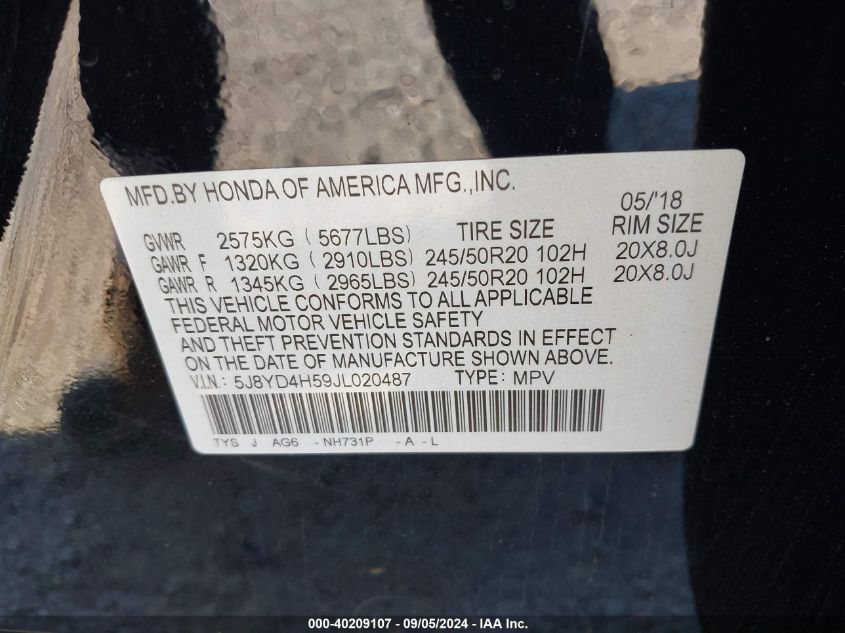 MFD.BY HONDA OF AMERICA MFG.,INC.
05/'18
GVWR 2575KG (5677LBS) TIRE SIZE RIM SIZE
GAWR F 1320KG (2910LBS) 245/50R20 102H 20X8.0J
GAWR R 1345KG (2965LBS) 245/50R20 102H 20X8.0J
THIS VEHICLE CONFORMS TO ALL APPLICABLE
FEDERAL MOTOR VEHICLE SAFETY
AND THEFT PREVENTION STANDARDS IN EFFECT
ON THE DATE OF MANUFACTURE SHOWN ABOVE.
V.I.N.: 5J8YD4H59JL020487 TYPE: MPV
TYS J AG6 -NH731P -A -L
000-40209107 - 09/05/2024 - IAA Inc.